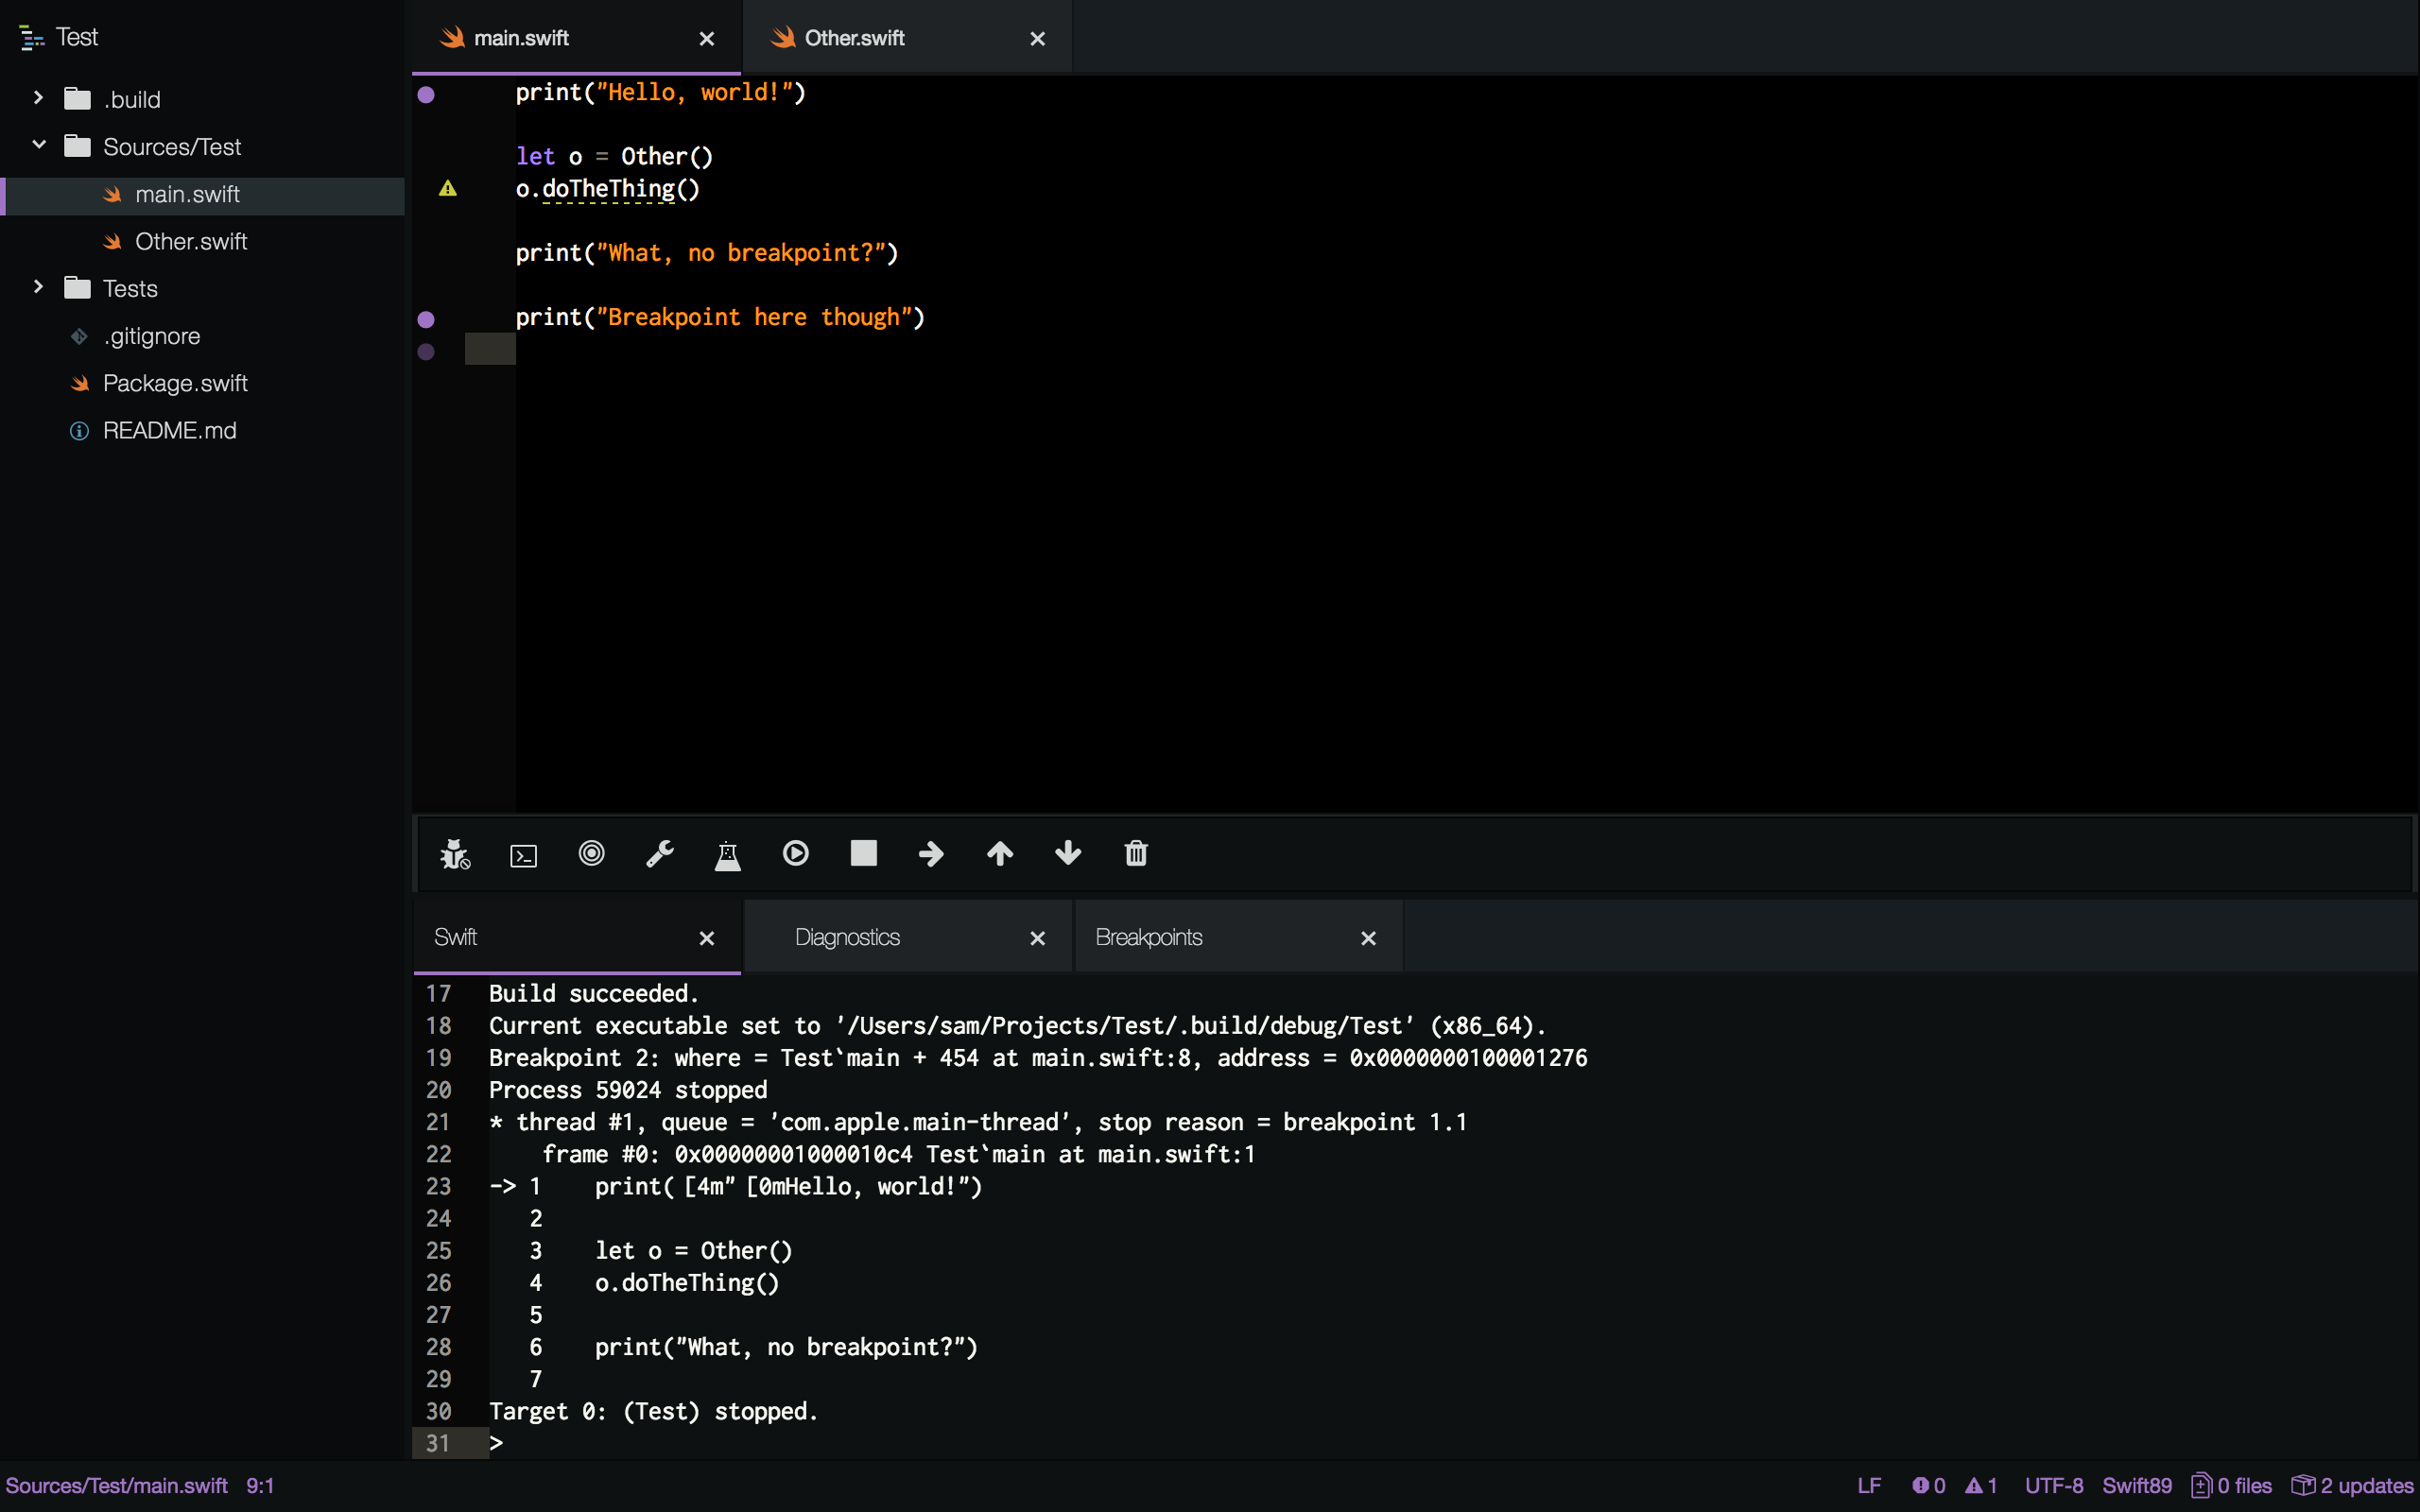 Test
.build
Sources/Test
main.swift
Other.swift
Tests
.gitignore
Package.swift
README.md
main.swift
Other.swift
print("Hello, world!")
let o = Other()
o.doTheThing()
print("What, no breakpoint?")
print("Breakpoint here though")
Swift
Diagnostics
Breakpoints
17 Build succeeded.
18 Current executable set to '/Users/sam/Projects/Test/.build/debug/Test' (x86_64).
19 Breakpoint 2: where = Test`main + 454 at main.swift:8, address = 0x0000000100001276
20 Process 59024 stopped
21 * thread #1, queue = 'com.apple.main-thread', stop reason = breakpoint 1.1
22     frame #0: 0x00000001000010c4 Test`main at main.swift:1
23 -> 1    print( [4m" [0mHello, world!")
24    2
25    3    let o = Other()
26    4    o.doTheThing()
27    5
28    6    print("What, no breakpoint?")
29    7
30 Target 0: (Test) stopped.
31 >
Sources/Test/main.swift 9:1 LF 0 1 UTF-8 Swift89 0 files 2 updates